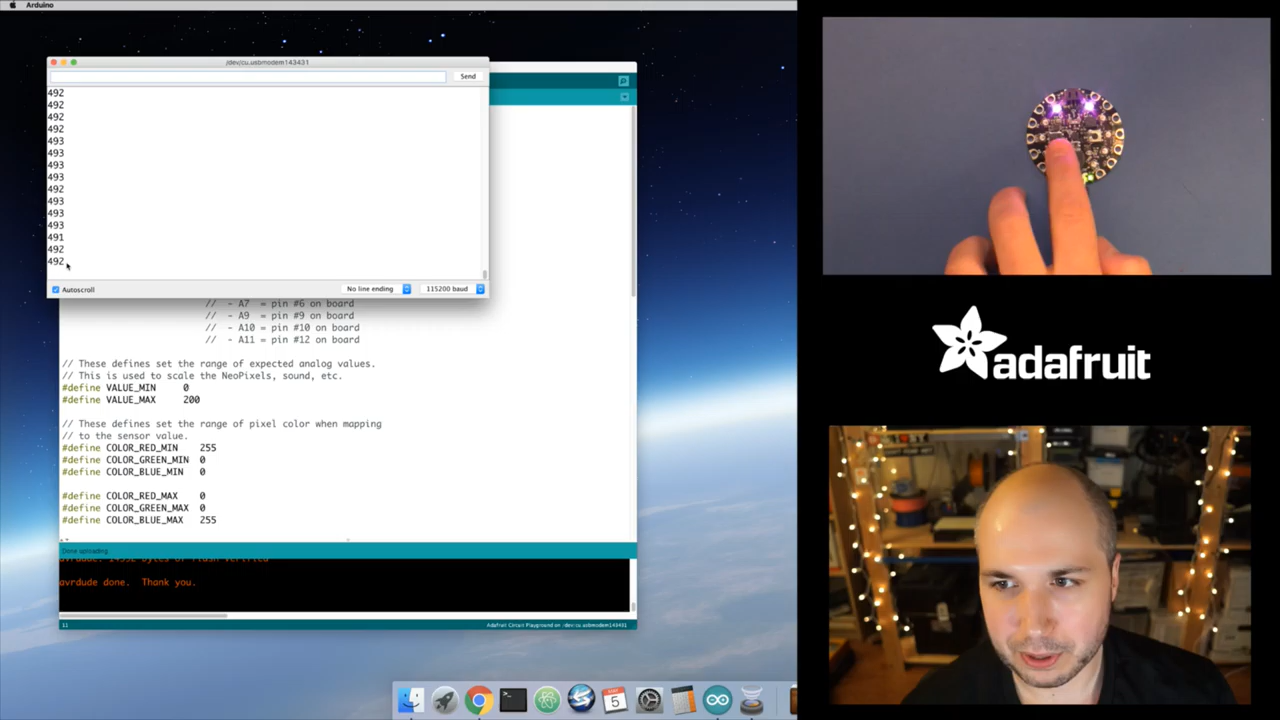 Arduino
/dev/cu.usbmodem143431
Send
492
492
492
492
493
493
493
493
492
493
493
493
491
492
492
Autoscroll
No line ending
115200 baud
// - A7 = pin #6 on board
// - A9 = pin #9 on board
// - A10 = pin #10 on board
// - A11 = pin #12 on board
// These defines set the range of expected analog values.
// This is used to scale the NeoPixels, sound, etc.
#define VALUE_MIN 0
#define VALUE_MAX 200
// These defines set the range of pixel color when mapping
// to the sensor value.
#define COLOR_RED_MIN 255
#define COLOR_GREEN_MIN 0
#define COLOR_BLUE_MIN 0
#define COLOR_RED_MAX 0
#define COLOR_GREEN_MAX 0
#define COLOR_BLUE_MAX 255
Done uploading.
avrdude done. Thank you.
11
Adafruit Circuit Playground on /dev/cu.usbmodem143431
5
adafruit